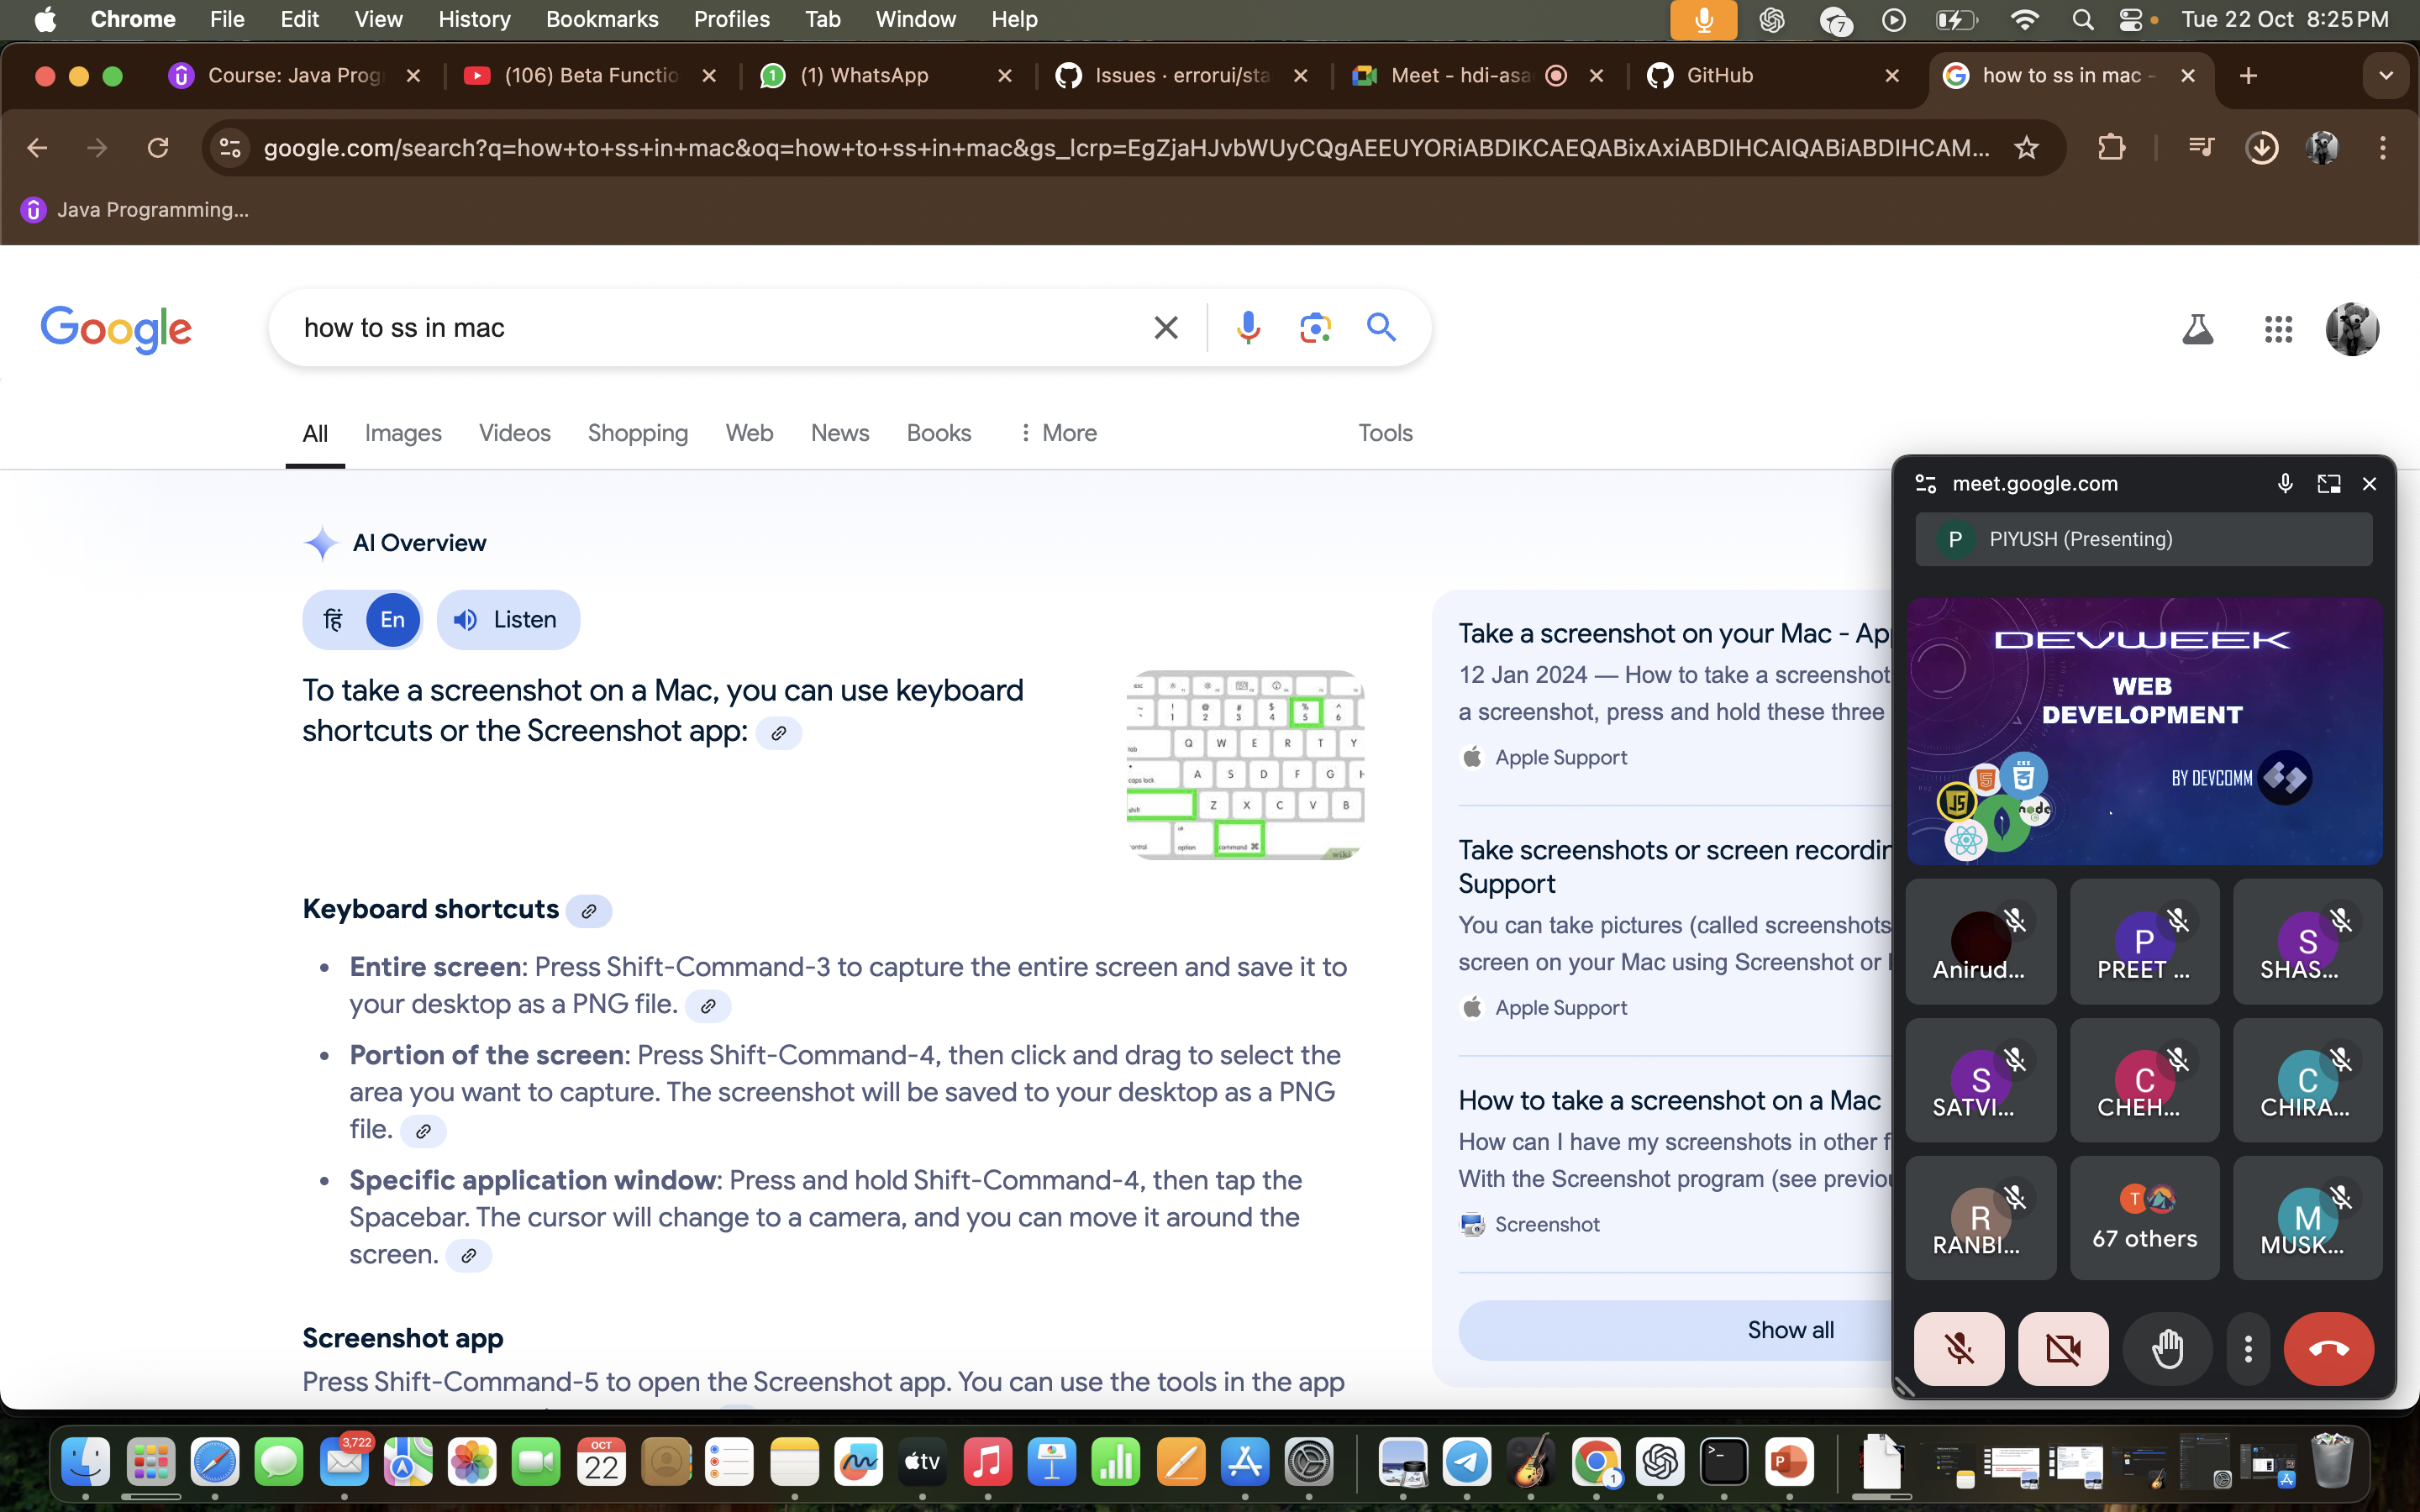 Chrome File Edit View History Bookmarks Profiles Tab Window Help
7
Tue 22 Oct 8:25 PM
Course: Java Prog
(106) Beta Functio
(1) WhatsApp
Issues · errorui/sta
Meet - hdi-asa
GitHub
how to ss in mac -
google.com/search?q=how+to+ss+in+mac&oq=how+to+ss+in+mac&gs_lcrp=EgZjaHJvbWUyCQgAEEUYORiABDIKCAEQABixAxiABDIHCAIQABiABDIHCAM...
Java Programming...
Google
how to ss in mac
All Images Videos Shopping Web News Books More Tools
AI Overview
हिं En Listen
To take a screenshot on a Mac, you can use keyboard
shortcuts or the Screenshot app:
Keyboard shortcuts
• Entire screen: Press Shift-Command-3 to capture the entire screen and save it to
your desktop as a PNG file.
• Portion of the screen: Press Shift-Command-4, then click and drag to select the
area you want to capture. The screenshot will be saved to your desktop as a PNG
file.
• Specific application window: Press and hold Shift-Command-4, then tap the
Spacebar. The cursor will change to a camera, and you can move it around the
screen.
Screenshot app
Press Shift-Command-5 to open the Screenshot app. You can use the tools in the app
Take a screenshot on your Mac - Ap
12 Jan 2024 — How to take a screenshot
a screenshot, press and hold these three
Apple Support
Take screenshots or screen recordin
Support
You can take pictures (called screenshots
screen on your Mac using Screenshot or
Apple Support
How to take a screenshot on a Mac
How can I have my screenshots in other f
With the Screenshot program (see previou
Screenshot
Show all
meet.google.com
P PIYUSH (Presenting)
DEVWEEK
WEB
DEVELOPMENT
BY DEVCOMM
Anirud...
P
PREET ...
S
SHAS...
S
SATVI...
C
CHEH...
C
CHIRA...
R
RANBI...
T
67 others
M
MUSK...
3,722
OCT
22
tv
1